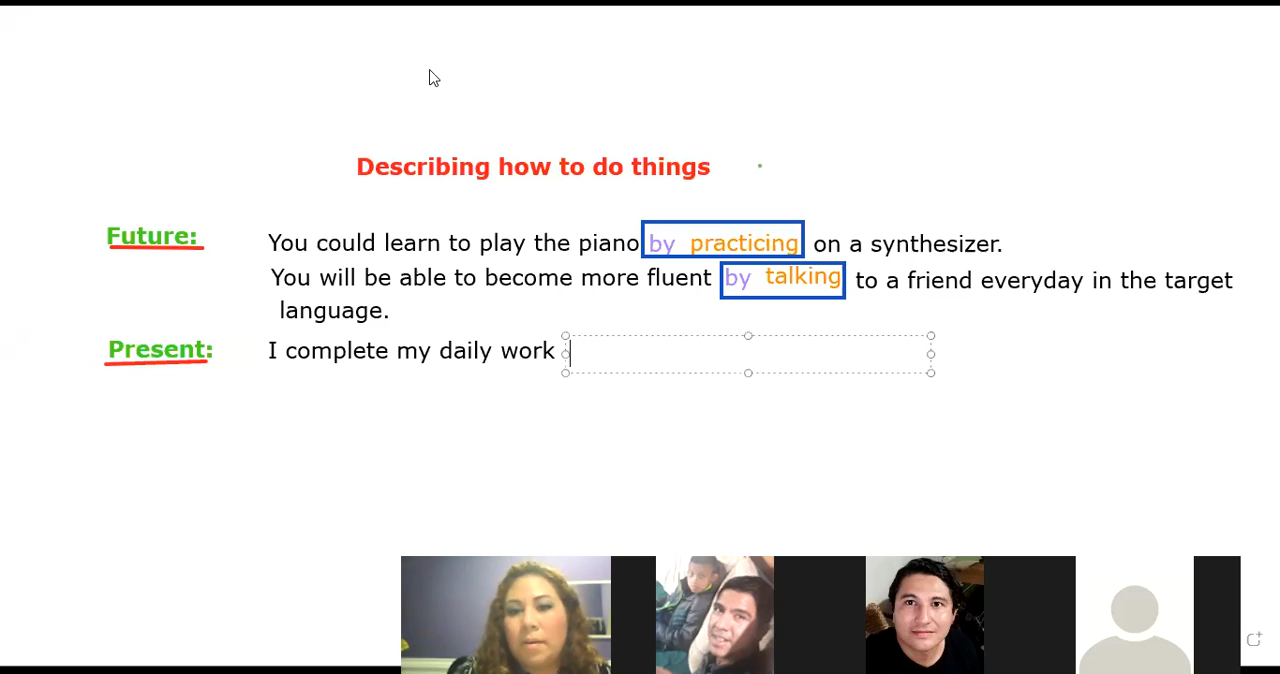 Describing how to do things
Future: You could learn to play the piano by practicing on a synthesizer.
You will be able to become more fluent by talking to a friend everyday in the target
language.
Present: I complete my daily work